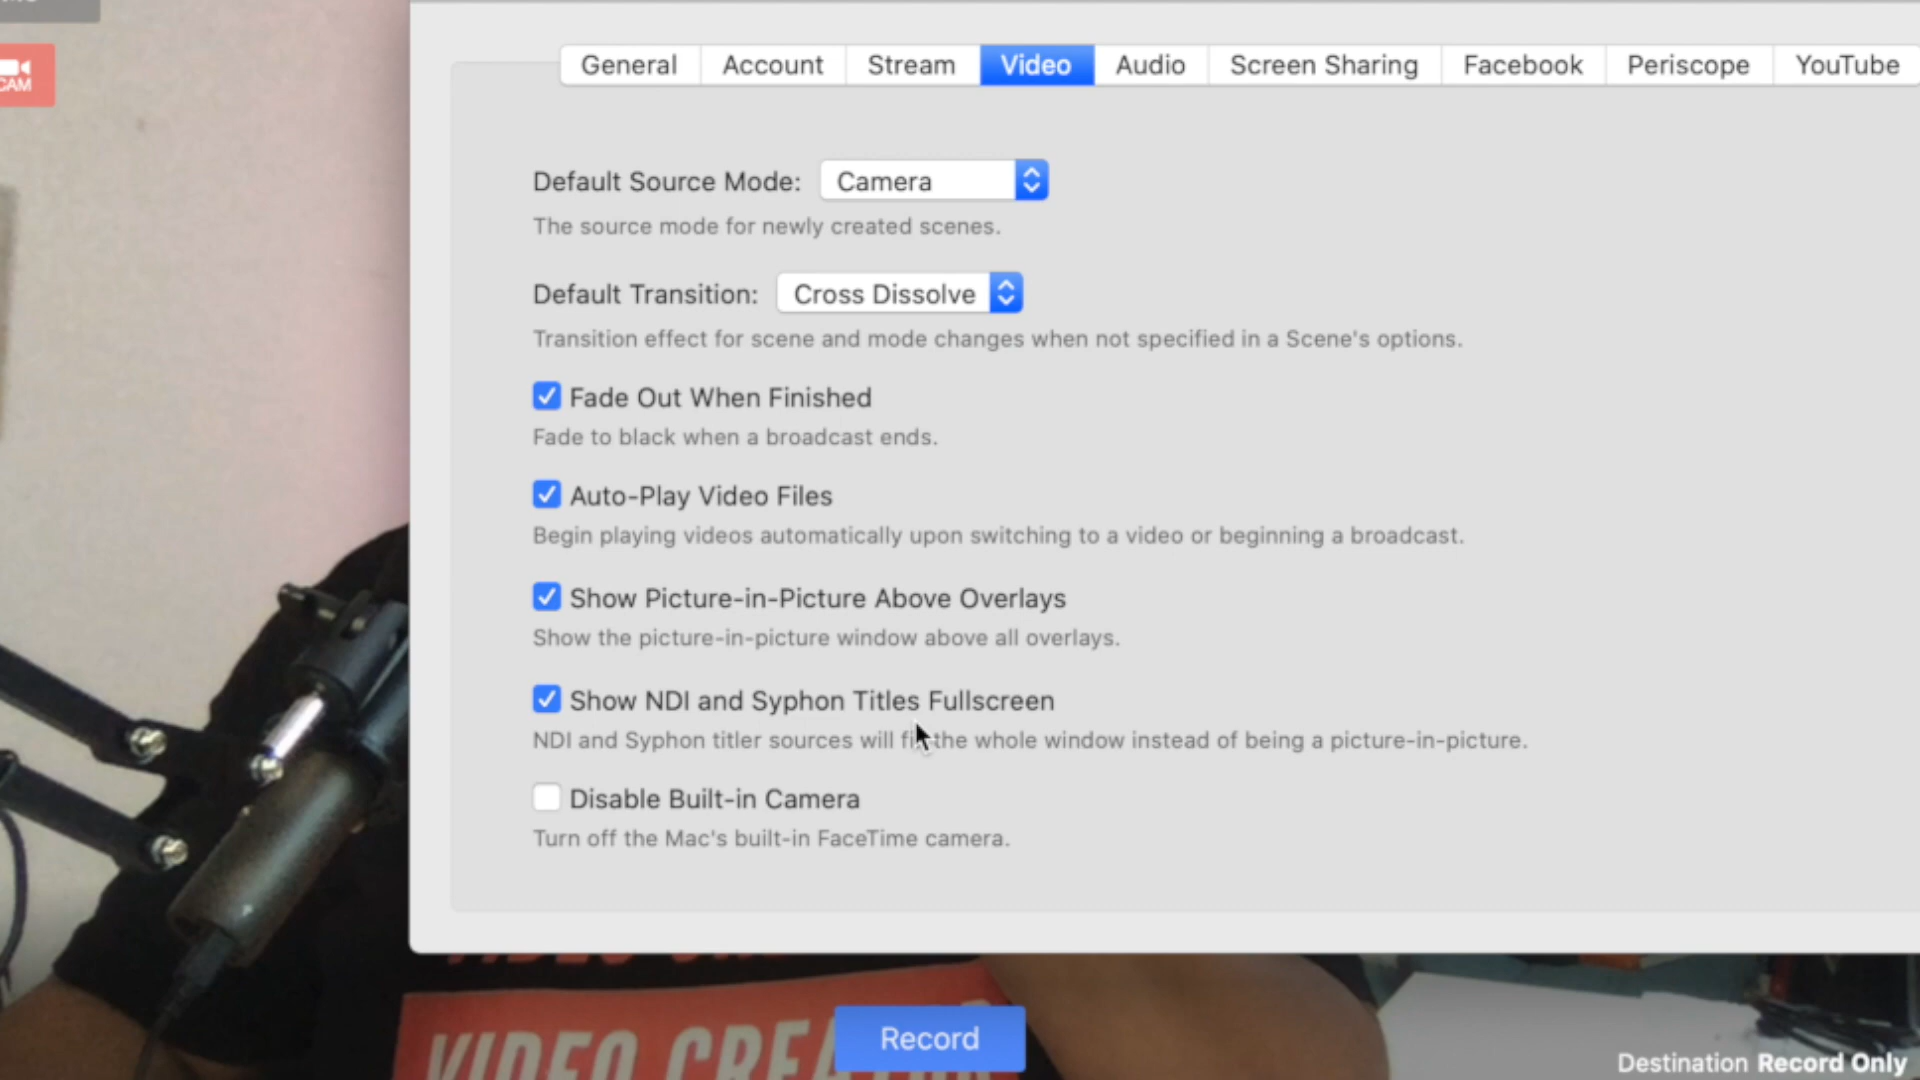 CAM
General Account Stream Video Audio Screen Sharing Facebook Periscope YouTube
Default Source Mode: Camera
The source mode for newly created scenes.
Default Transition: Cross Dissolve
Transition effect for scene and mode changes when not specified in a Scene's options.
Fade Out When Finished
Fade to black when a broadcast ends.
Auto-Play Video Files
Begin playing videos automatically upon switching to a video or beginning a broadcast.
Show Picture-in-Picture Above Overlays
Show the picture-in-picture window above all overlays.
Show NDI and Syphon Titles Fullscreen
NDI and Syphon titler sources will the whole window instead of being a picture-in-picture.
Disable Built-in Camera
Turn off the Mac's built-in FaceTime camera.
VIDEO
Record
Destination Record Only